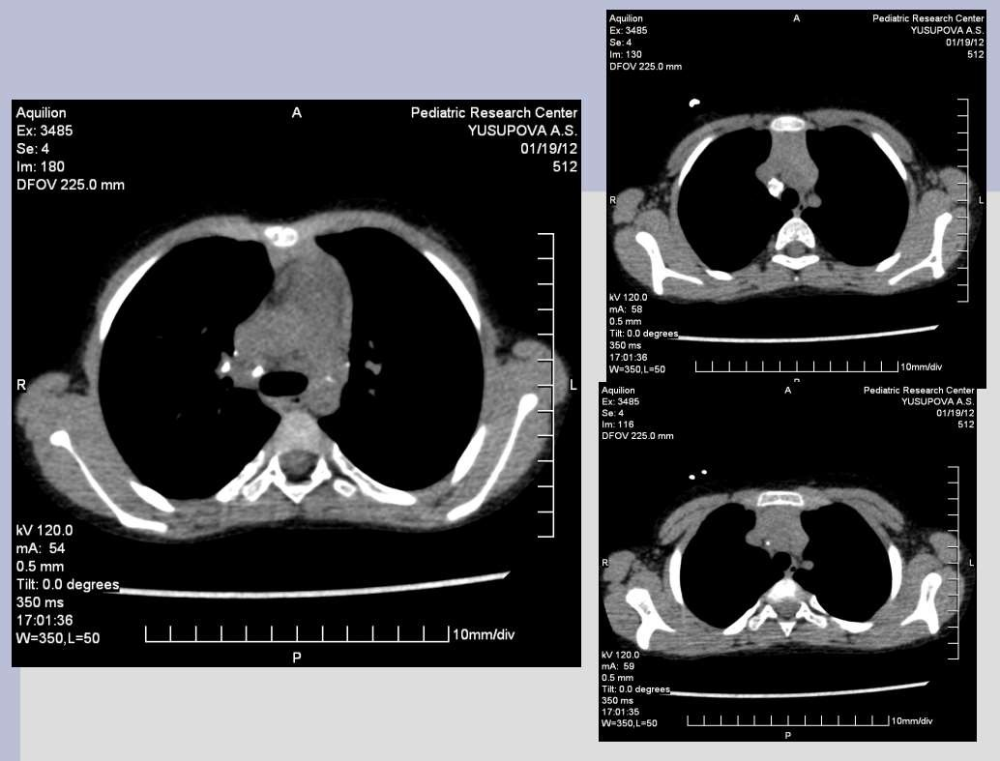 Aquilion
Ex: 3485
Se: 4
Im: 180
DFOV 225.0 mm
A
Pediatric Research Center
YUSUPOVA A.S.
01/19/12
512
R
L
kV 120.0
mA: 54
0.5 mm
Tilt: 0.0 degrees
350 ms
17:01:36
W=350,L=50
10mm/div
P
Aquilion
Ex: 3485
Se: 4
Im: 130
DFOV 225.0 mm
A
Pediatric Research Center
YUSUPOVA A.S.
01/19/12
512
R
L
kV 120.0
mA: 58
0.5 mm
Tilt: 0.0 degrees
350 ms
17:01:36
W=350,L=50
10mm/div
Aquilion
Ex: 3485
Se: 4
Im: 116
DFOV 225.0 mm
A
Pediatric Research Center
YUSUPOVA A.S.
01/19/12
512
R
L
kV 120.0
mA: 59
0.5 mm
Tilt: 0.0 degrees
350 ms
17:01:35
W=350,L=50
10mm/div
P